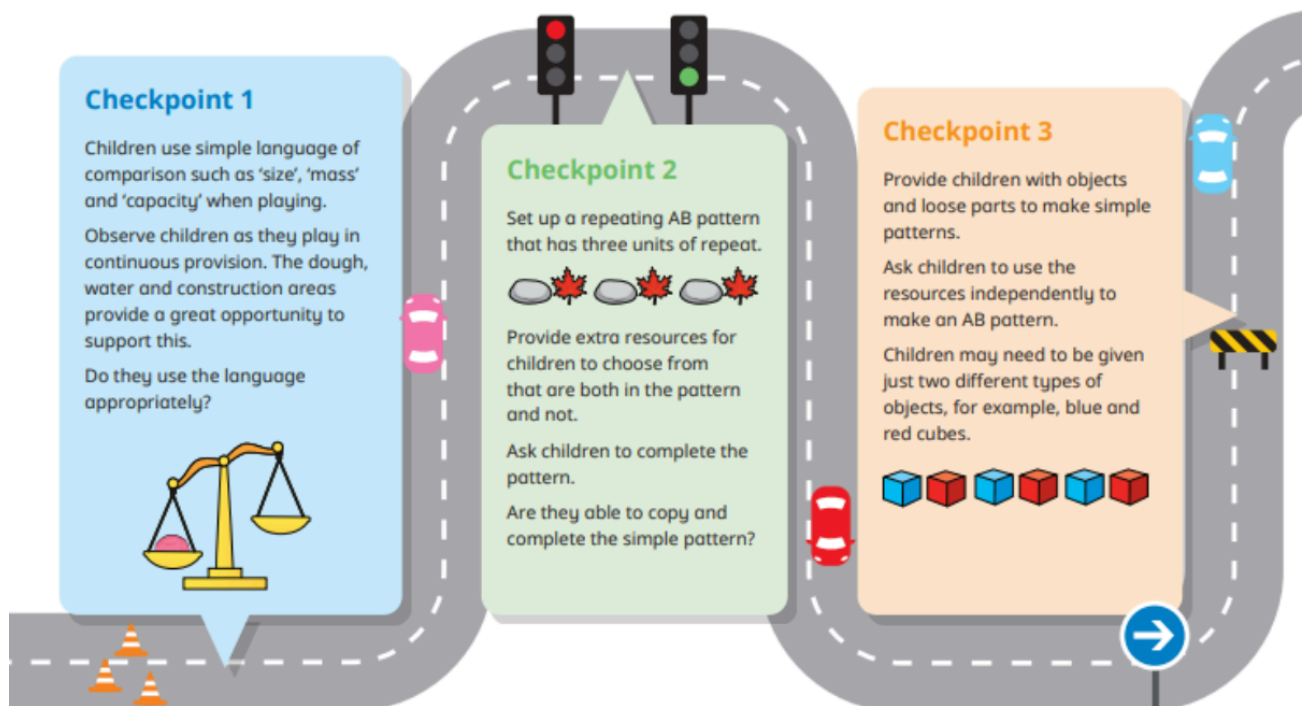 Checkpoint 1
Children use simple language of
comparison such as ‘size’, ‘mass’
and ‘capacity’ when playing.
Observe children as they play in
continuous provision. The dough,
water and construction areas
provide a great opportunity to
support this.
Do they use the language
appropriately?
Checkpoint 2
Set up a repeating AB pattern
that has three units of repeat.
Provide extra resources for
children to choose from
that are both in the pattern
and not.
Ask children to complete the
pattern.
Are they able to copy and
complete the simple pattern?
Checkpoint 3
Provide children with objects
and loose parts to make simple
patterns.
Ask children to use the
resources independently to
make an AB pattern.
Children may need to be given
just two different types of
objects, for example, blue and
red cubes.